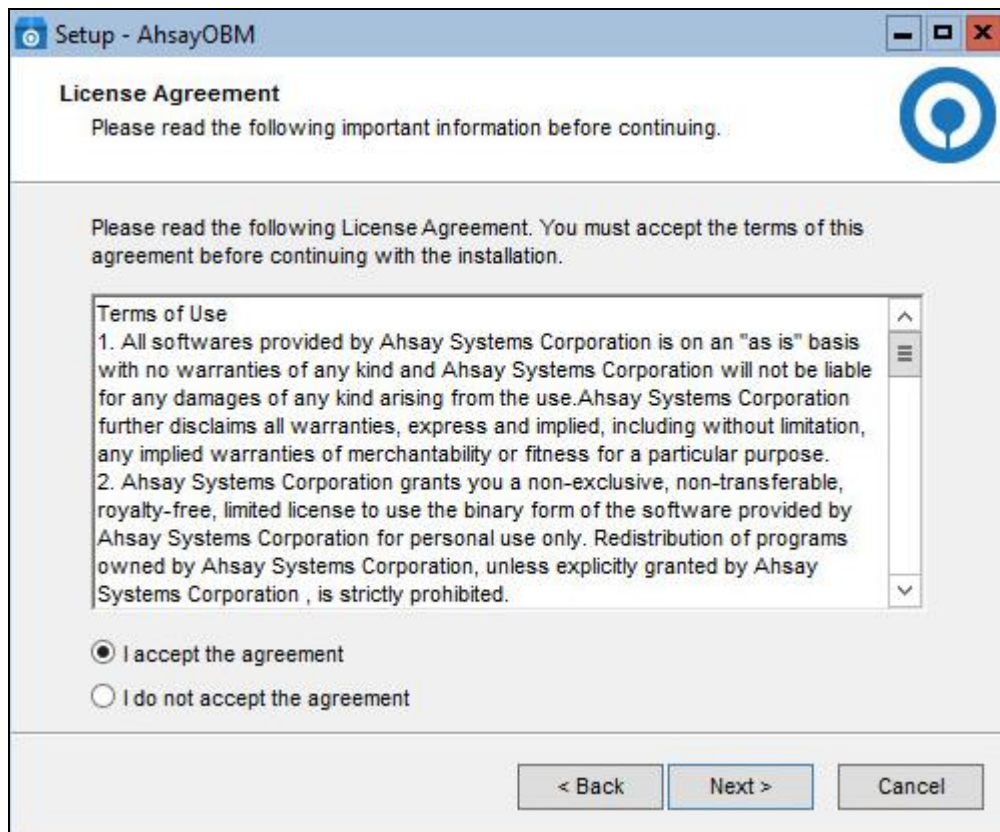 Setup - AhsayOBM
License Agreement
Please read the following important information before continuing.
Please read the following License Agreement. You must accept the terms of this
agreement before continuing with the installation.
Terms of Use
1. All softwares provided by Ahsay Systems Corporation is on an "as is" basis
with no warranties of any kind and Ahsay Systems Corporation will not be liable
for any damages of any kind arising from the use.Ahsay Systems Corporation
further disclaims all warranties, express and implied, including without limitation,
any implied warranties of merchantability or fitness for a particular purpose.
2. Ahsay Systems Corporation grants you a non-exclusive, non-transferable,
royalty-free, limited license to use the binary form of the software provided by
Ahsay Systems Corporation for personal use only. Redistribution of programs
owned by Ahsay Systems Corporation, unless explicitly granted by Ahsay
Systems Corporation , is strictly prohibited.
I accept the agreement
I do not accept the agreement
< Back Next > Cancel